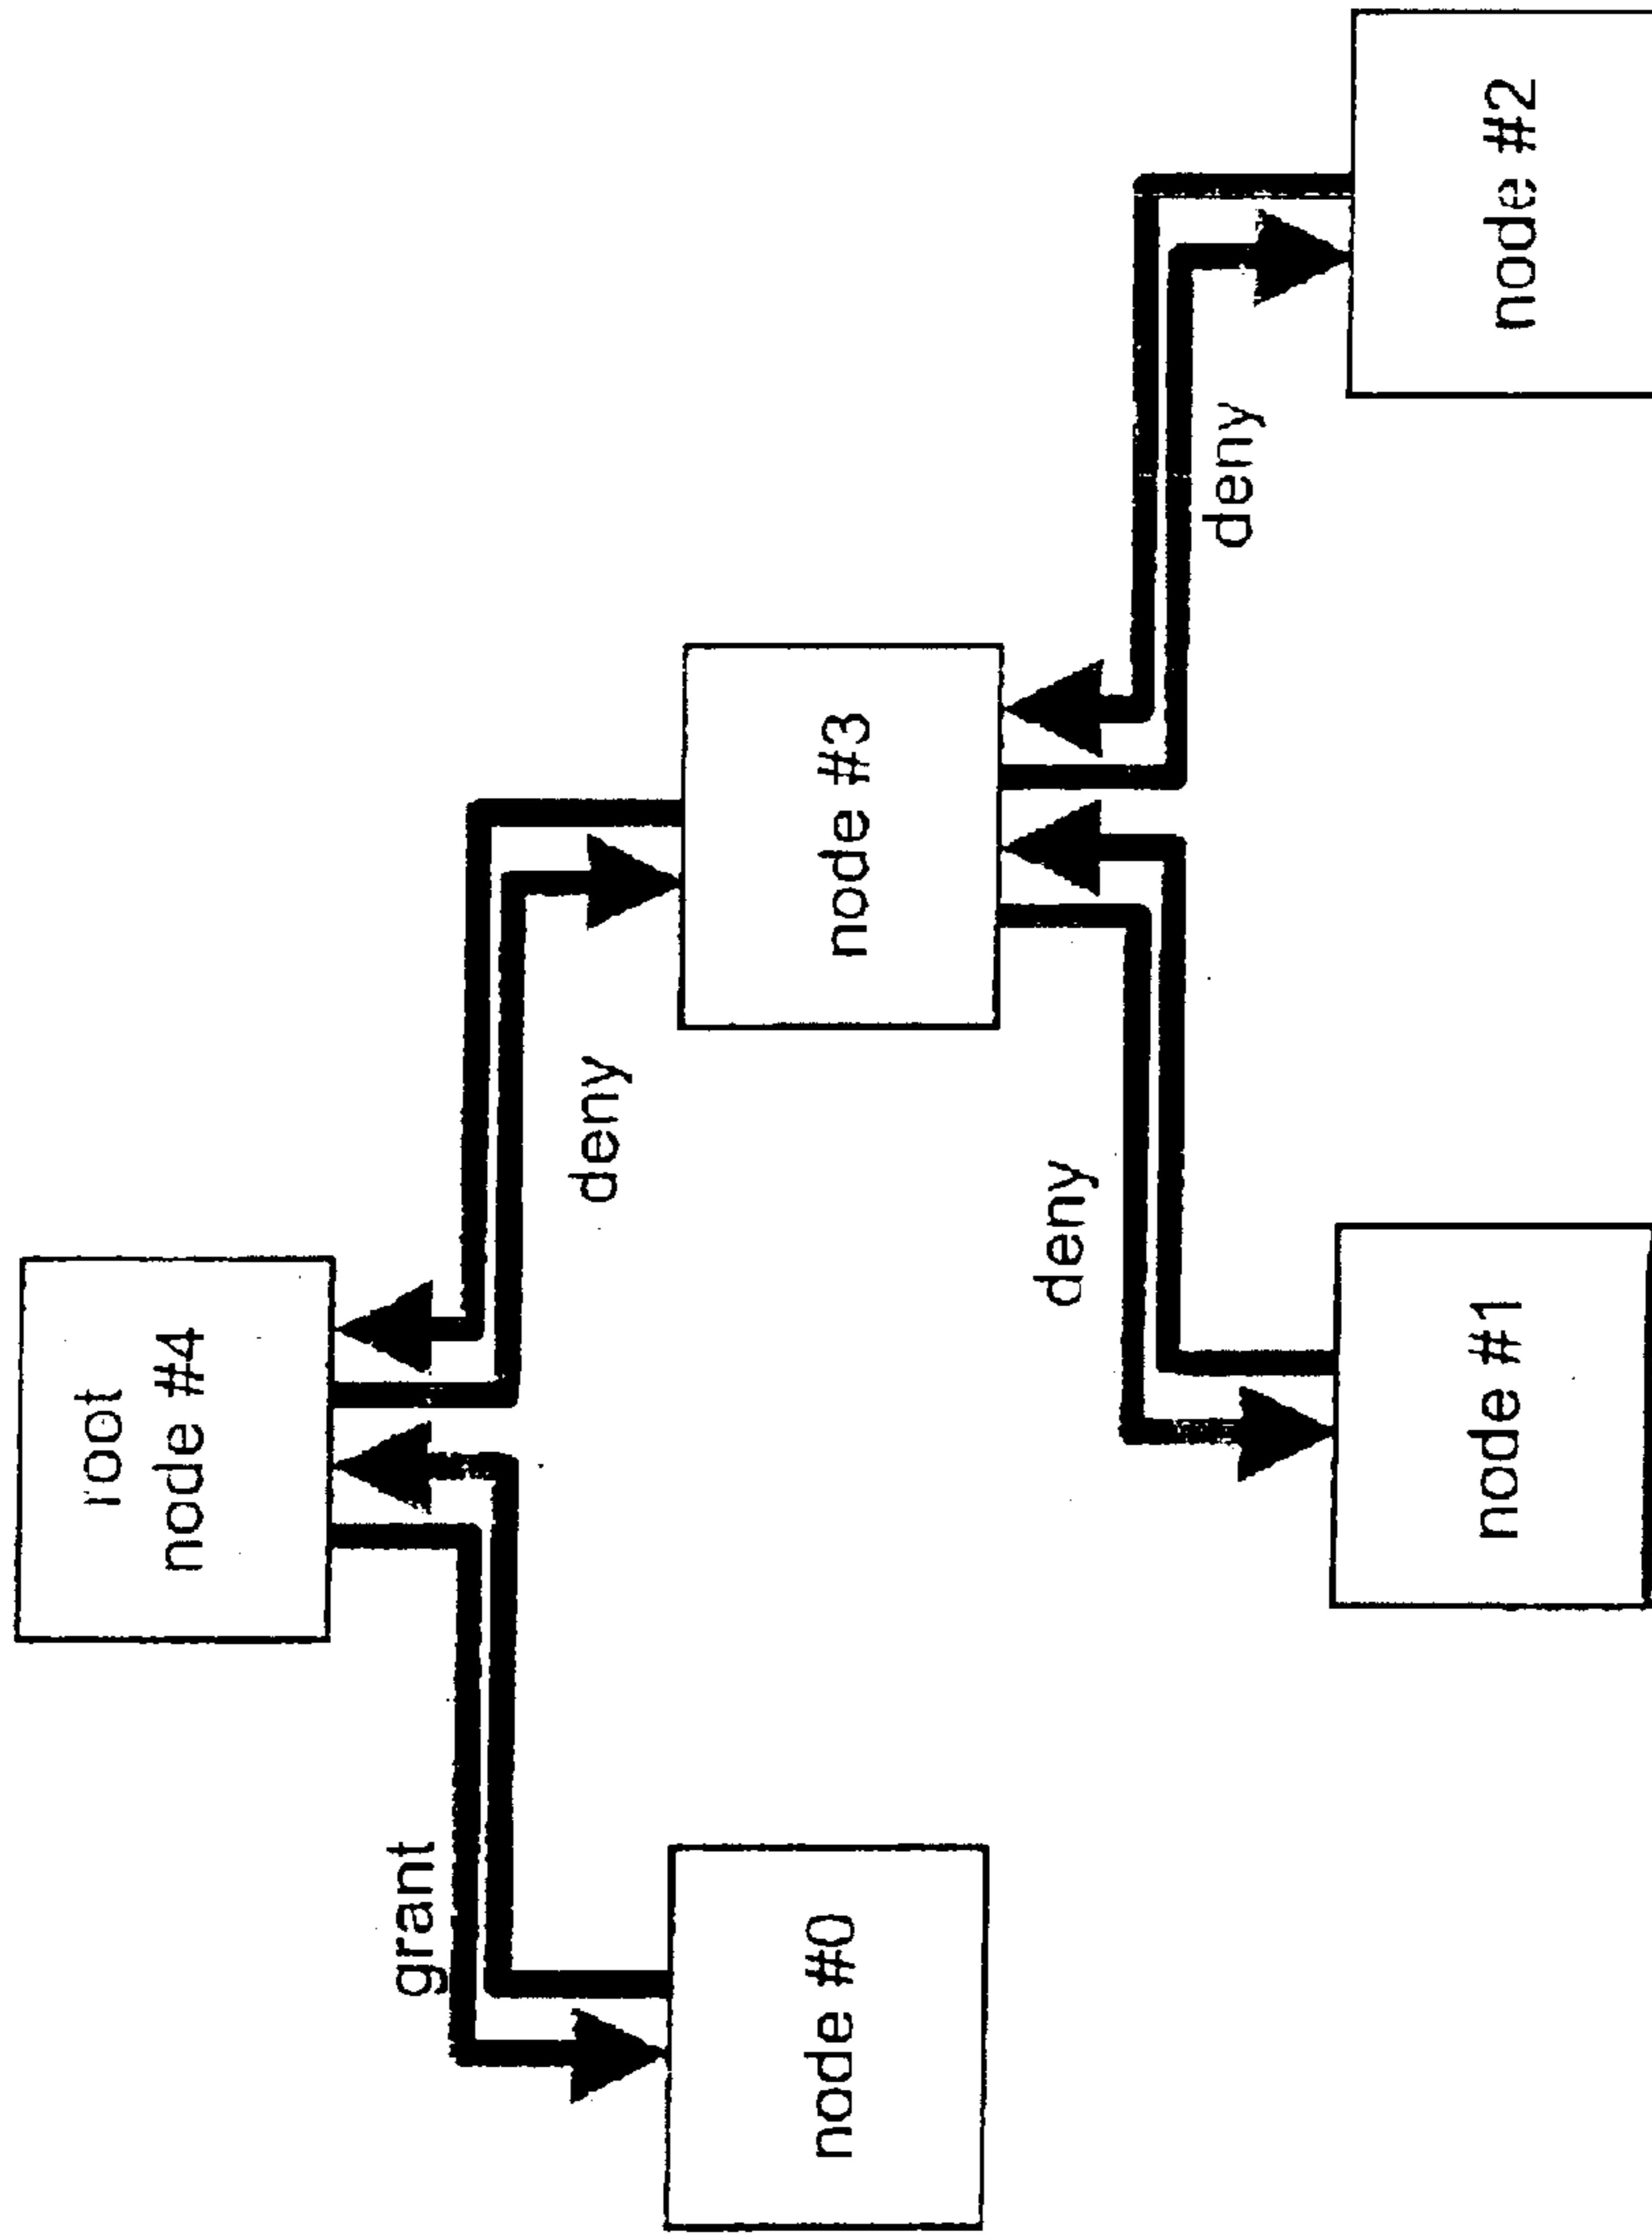 root
node #4
grant
deny
node #0
node #3
deny
deny
node #1
node #2